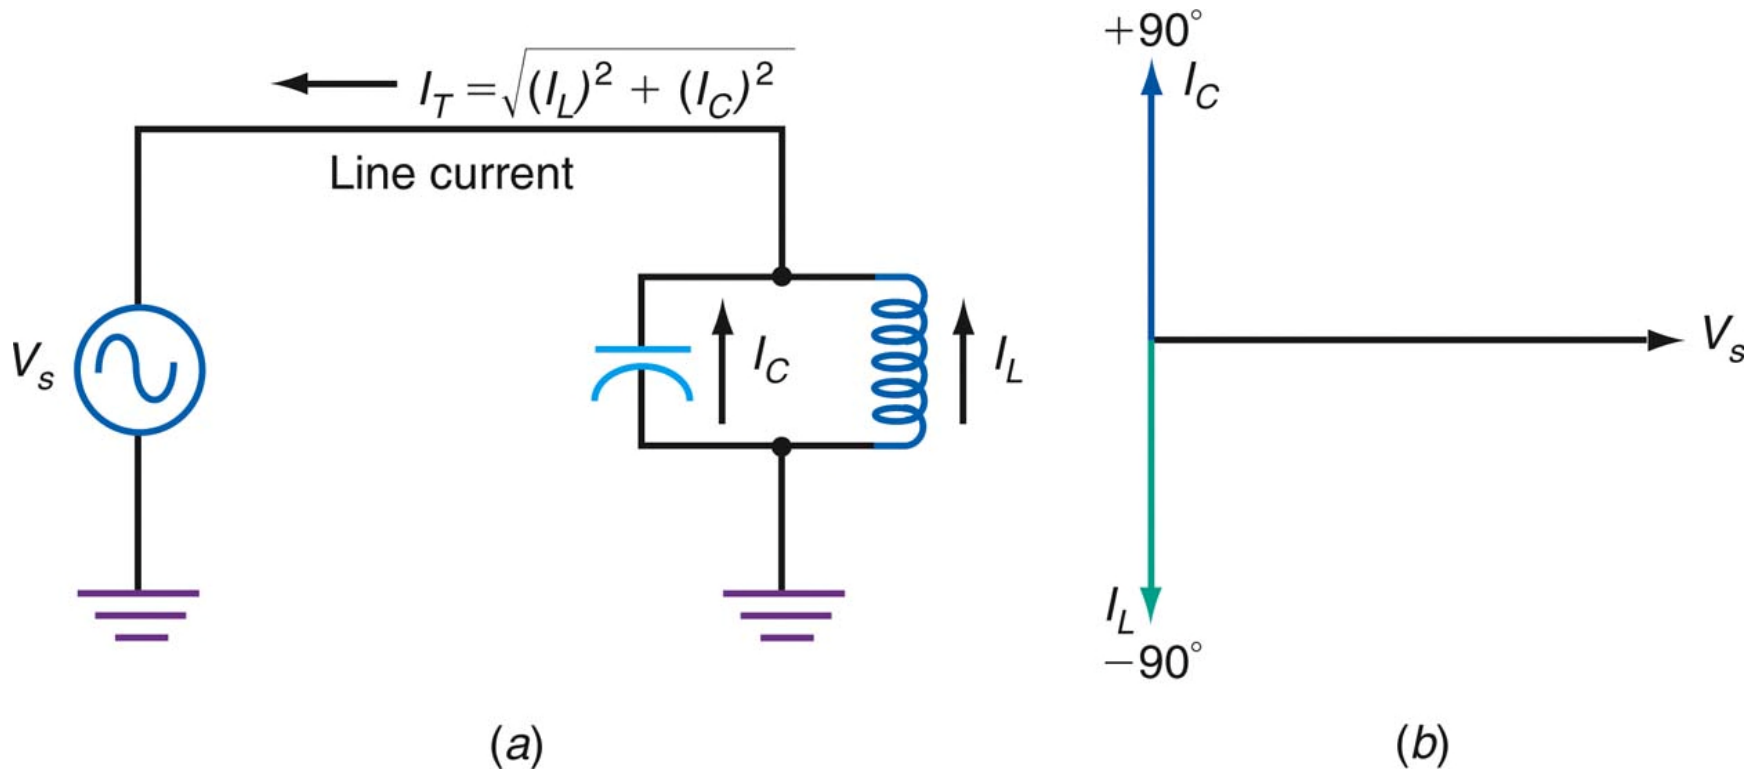 I_T = √(I_L)² + (I_C)²
Line current
V_s
I_C
I_L
(a)
+90°
I_C
V_s
I_L
−90°
(b)